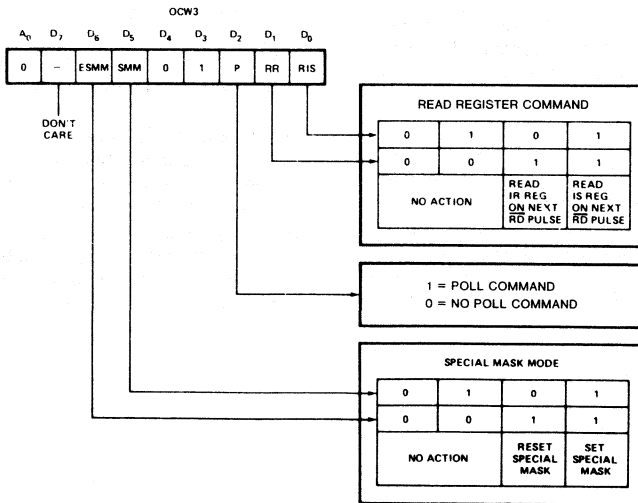 OCW3
A₀ D₇ D₆ D₅ D₄ D₃ D₂ D₁ D₀
0 – ESMM SMM 0 1 P RR RIS
DON'T
CARE
READ REGISTER COMMAND
0 1 0 1
0 0 1 1
NO ACTION
READ
IR REG
ON NEXT
RD PULSE
READ
IS REG
ON NEXT
RD PULSE
1 = POLL COMMAND
0 = NO POLL COMMAND
SPECIAL MASK MODE
0 1 0 1
0 0 1 1
NO ACTION
RESET
SPECIAL
MASK
SET
SPECIAL
MASK